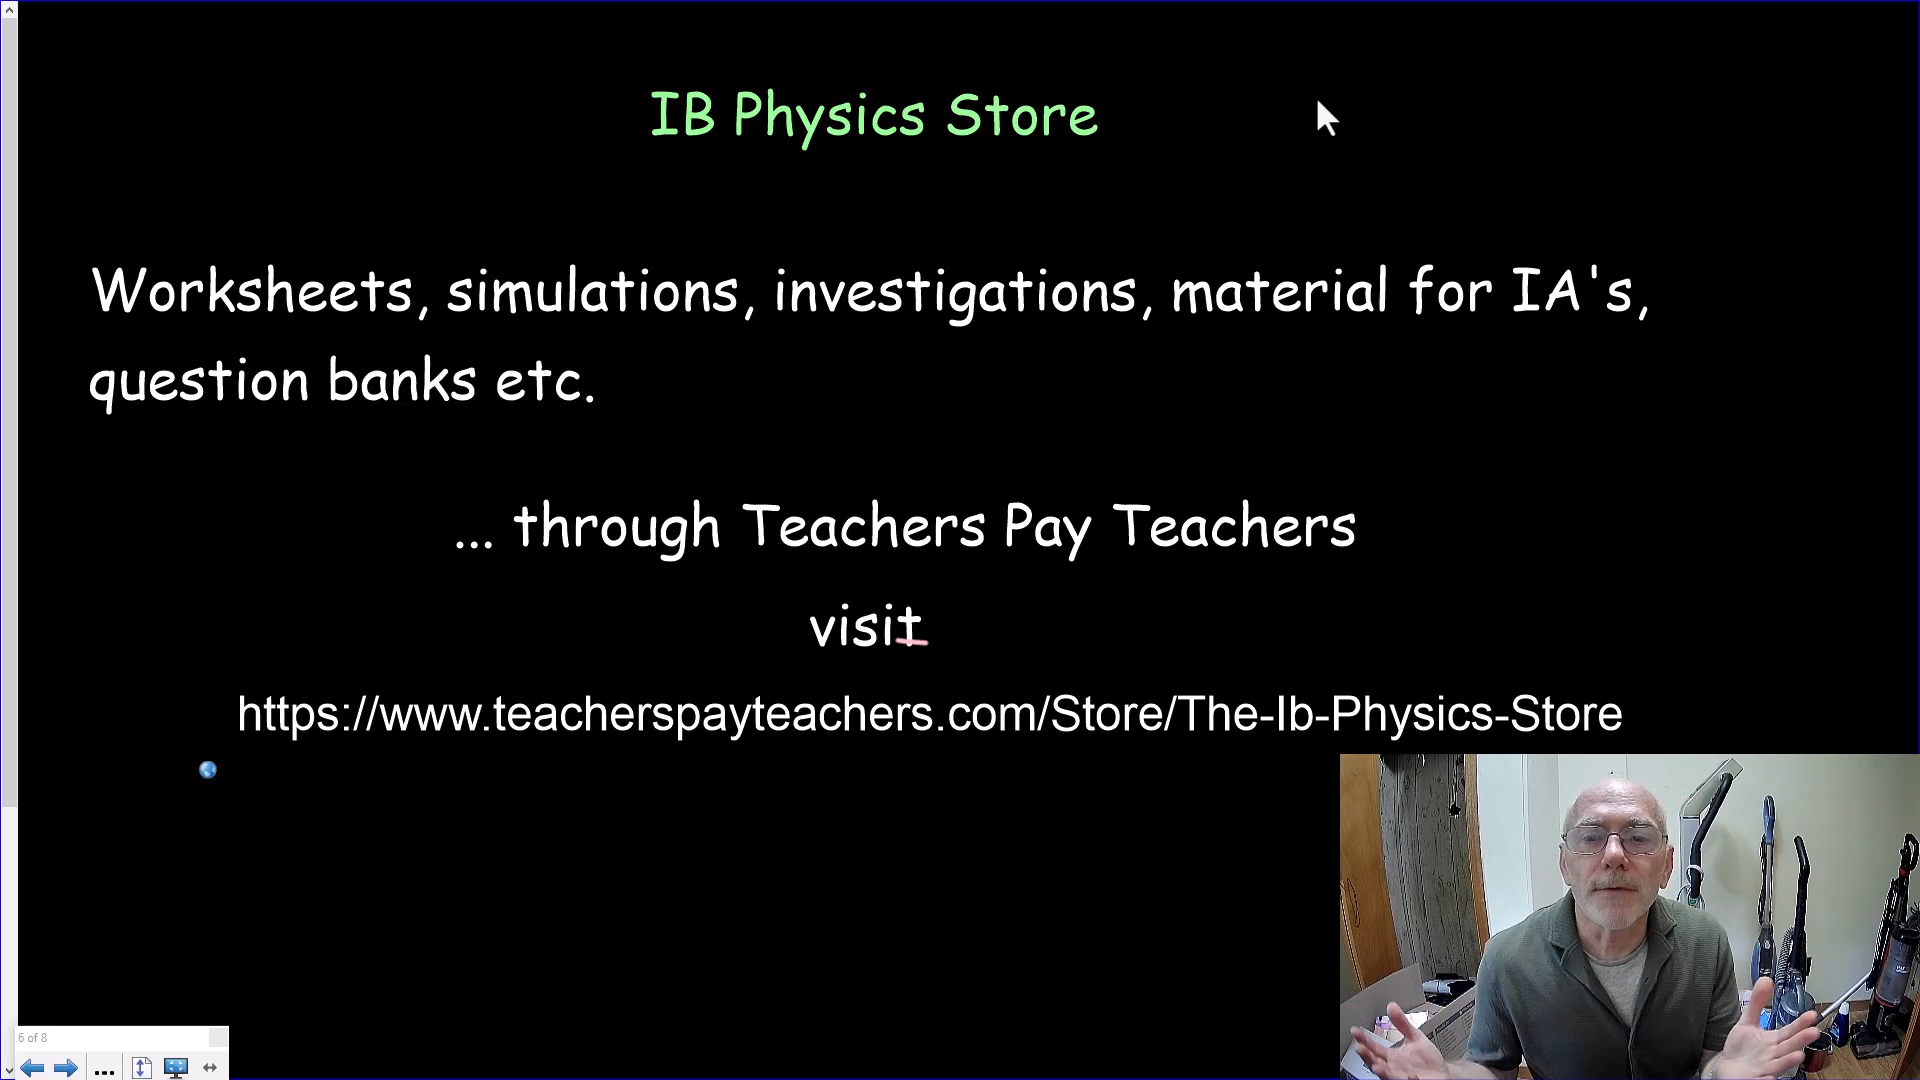 IB Physics Store
Worksheets, simulations, investigations, material for IA's,
question banks etc.
... through Teachers Pay Teachers
visit
https://www.teacherspayteachers.com/Store/The-Ib-Physics-Store
6 of 8
...